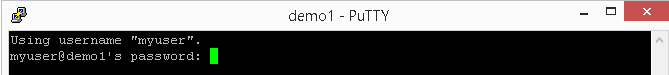 demo1 - PuTTY
Using username "myuser".
myuser@demo1's password: